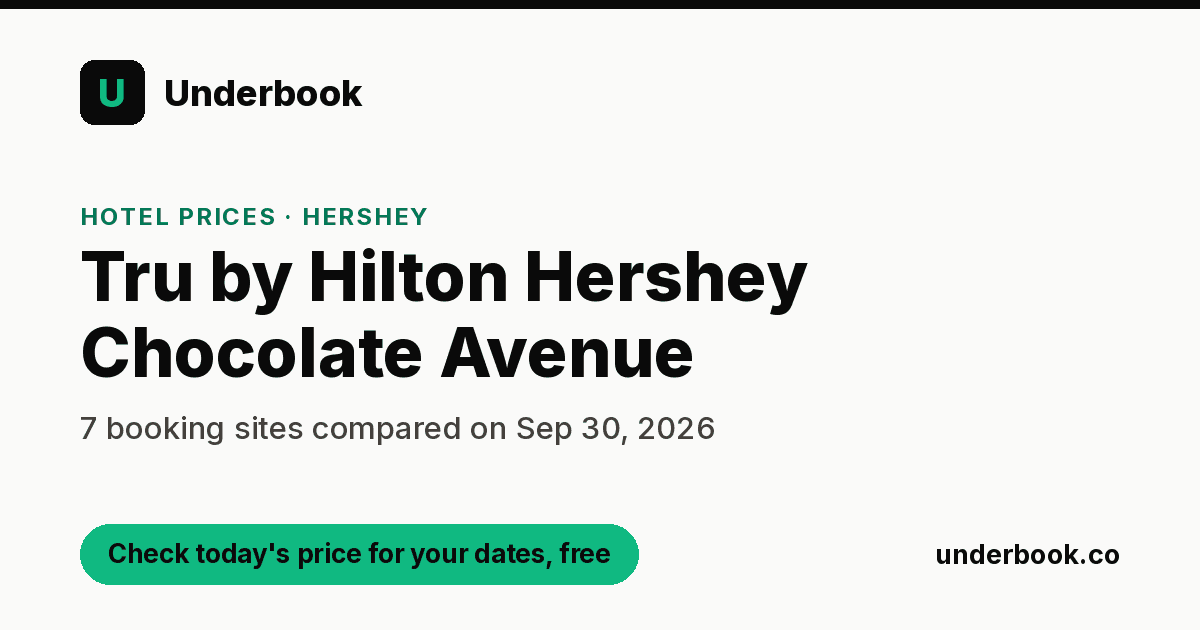 U
Underbook
HOTEL PRICES · HERSHEY
Tru by Hilton Hershey
Chocolate Avenue
7 booking sites compared on Sep 30, 2026
Check today's price for your dates, free
underbook.co